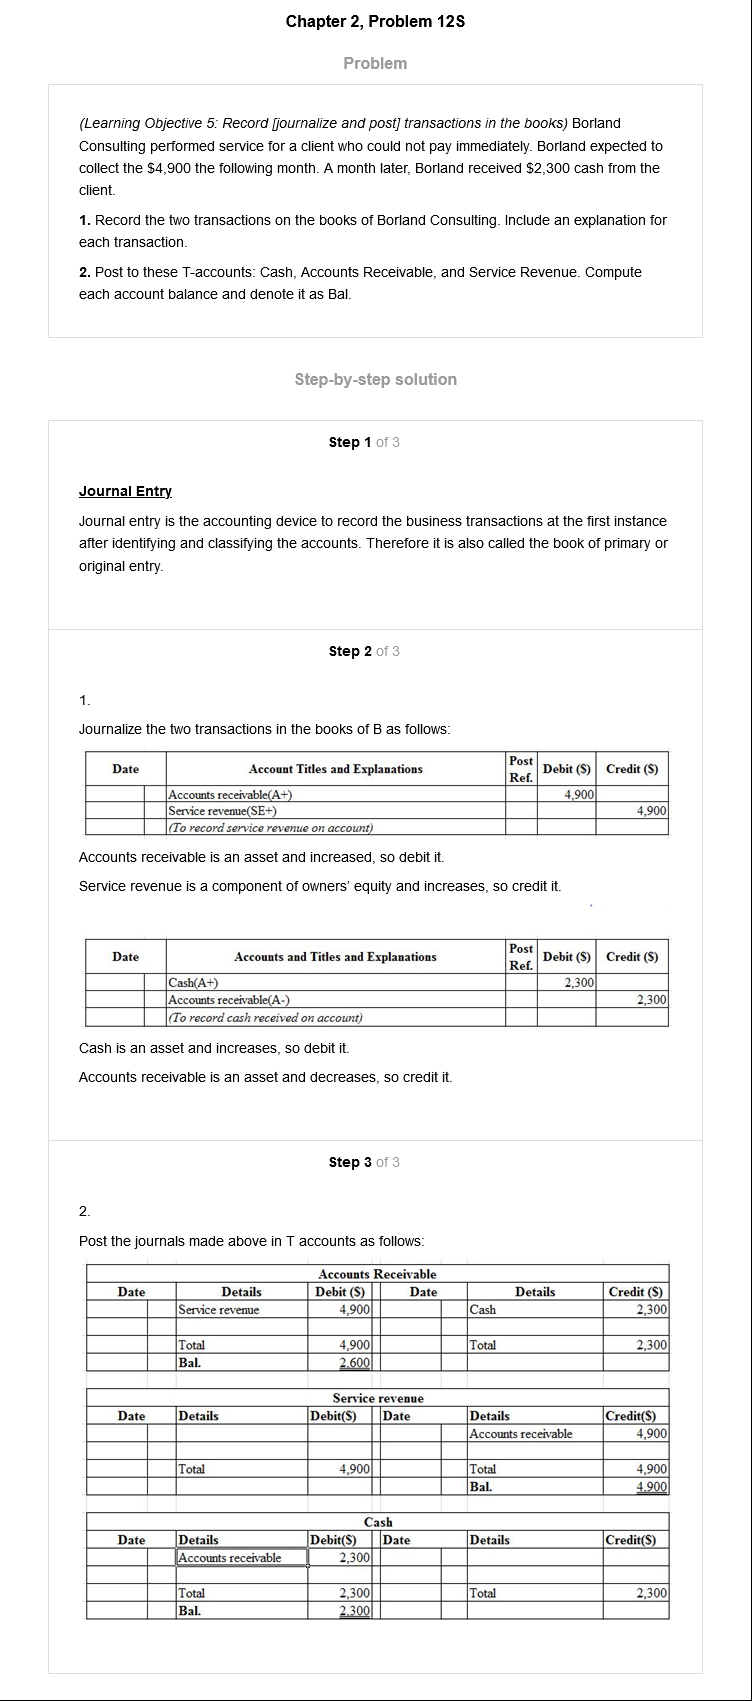 Chapter 2, Problem 12S
Problem
(Learning Objective 5: Record [journalize and post] transactions in the books) Borland
Consulting performed service for a client who could not pay immediately. Borland expected to
collect the $4,900 the following month. A month later, Borland received $2,300 cash from the
client.
1. Record the two transactions on the books of Borland Consulting. Include an explanation for
each transaction.
2. Post to these T-accounts: Cash, Accounts Receivable, and Service Revenue. Compute
each account balance and denote it as Bal.
Step-by-step solution
Step 1 of 3
Journal Entry
Journal entry is the accounting device to record the business transactions at the first instance
after identifying and classifying the accounts. Therefore it is also called the book of primary or
original entry.
Step 2 of 3
1.
Journalize the two transactions in the books of B as follows:
Date Account Titles and Explanations Post Ref. Debit ($) Credit ($)
Accounts receivable(A+) 4,900
Service revenue(SE+) 4,900
(To record service revenue on account)
Accounts receivable is an asset and increased, so debit it.
Service revenue is a component of owners' equity and increases, so credit it.
Date Accounts and Titles and Explanations Post Ref. Debit ($) Credit ($)
Cash(A+) 2,300
Accounts receivable(A-) 2,300
(To record cash received on account)
Cash is an asset and increases, so debit it.
Accounts receivable is an asset and decreases, so credit it.
Step 3 of 3
2.
Post the journals made above in T accounts as follows:
Accounts Receivable
Date Details Debit ($) Date Details Credit ($)
Service revenue 4,900 Cash 2,300
Total 4,900 Total 2,300
Bal. 2,600
Service revenue
Date Details Debit($) Date Details Credit($)
Accounts receivable 4,900
Total 4,900 Total 4,900
Bal. 4,900
Cash
Date Details Debit($) Date Details Credit($)
Accounts receivable 2,300
Total 2,300 Total 2,300
Bal. 2,300